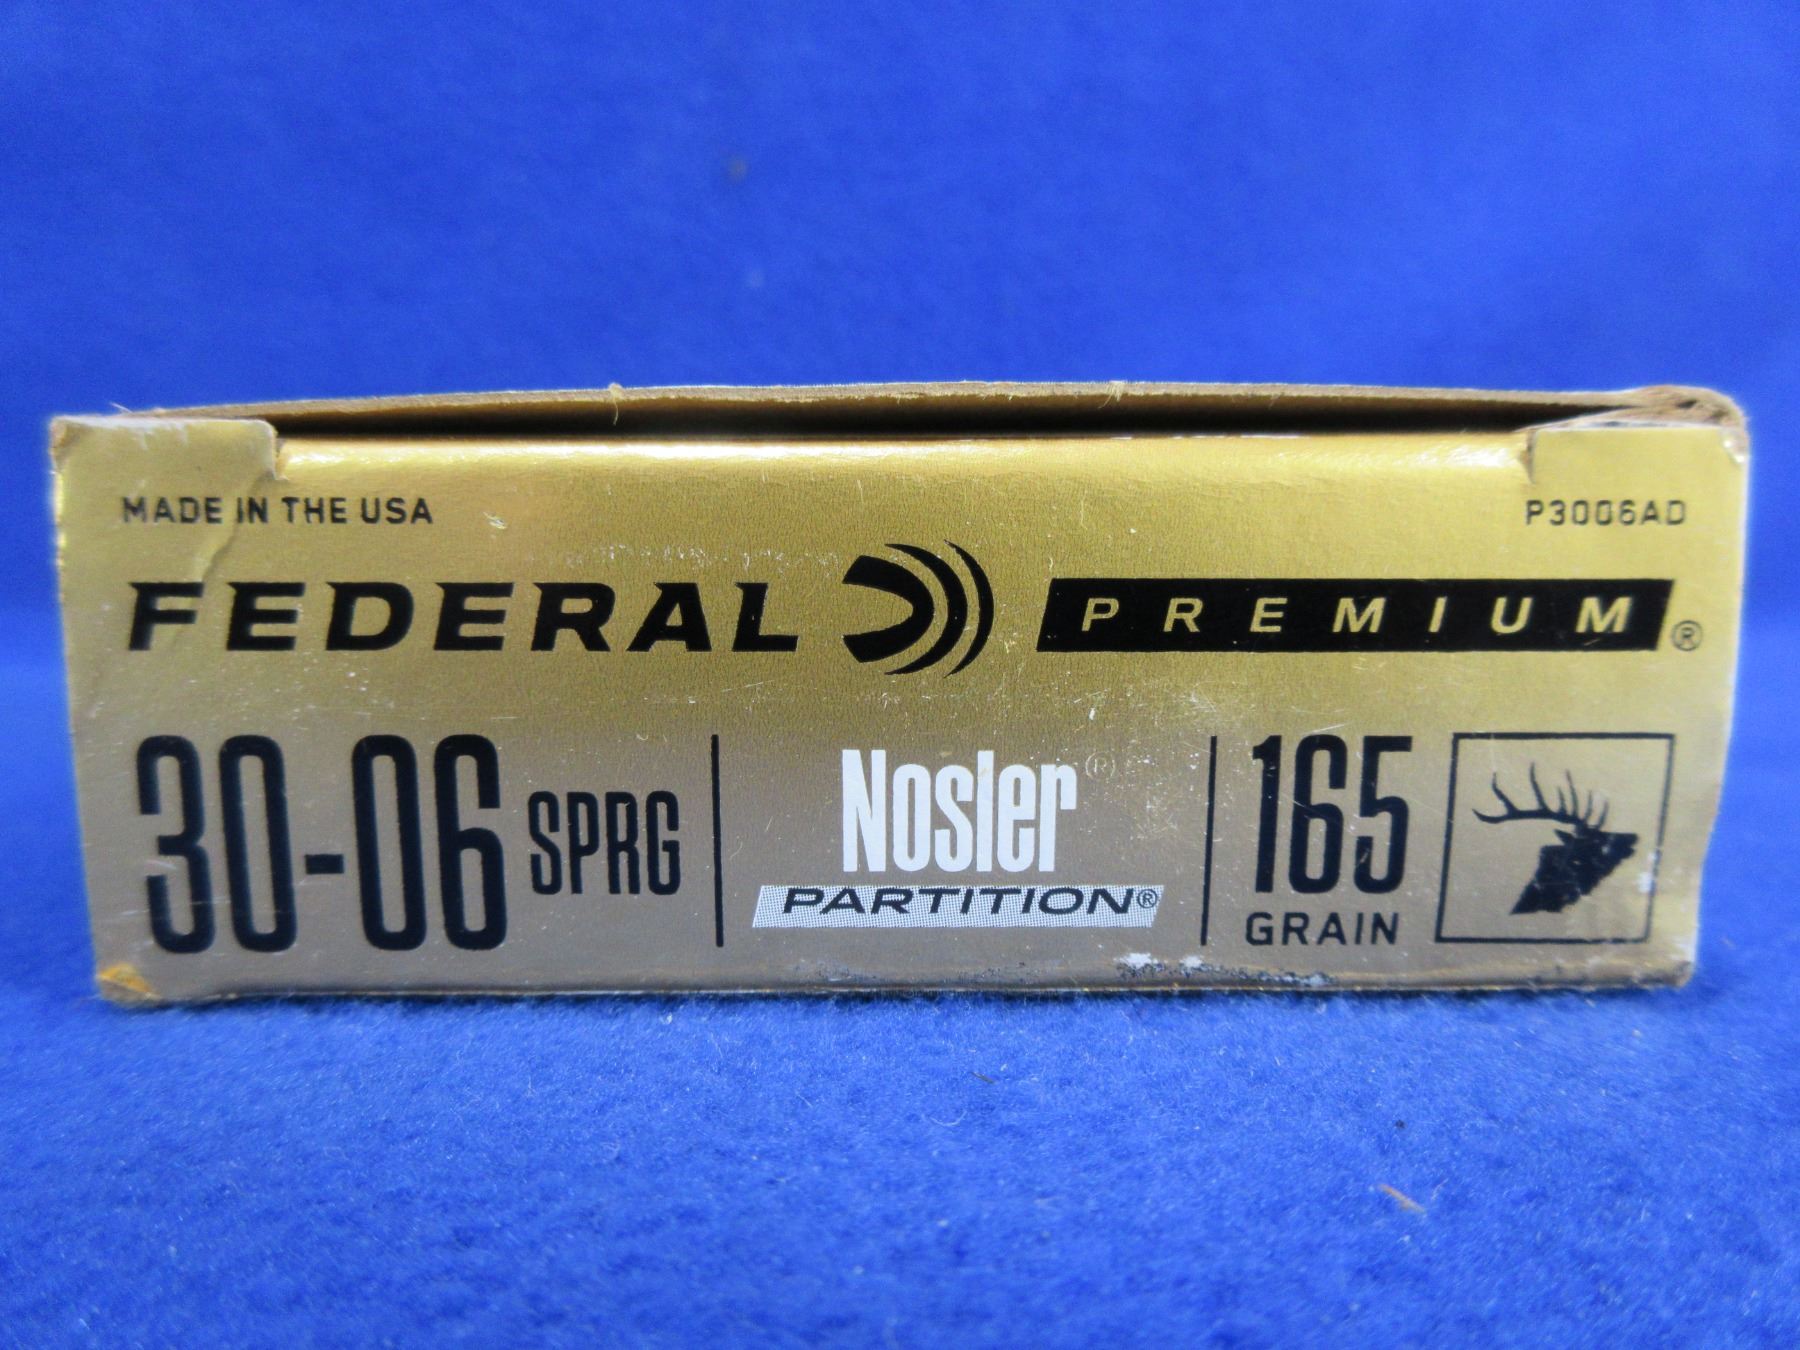 MADE IN THE USA
P3006AD
FEDERAL PREMIUM®
30-06 SPRG
Nosler®
PARTITION®
165
GRAIN